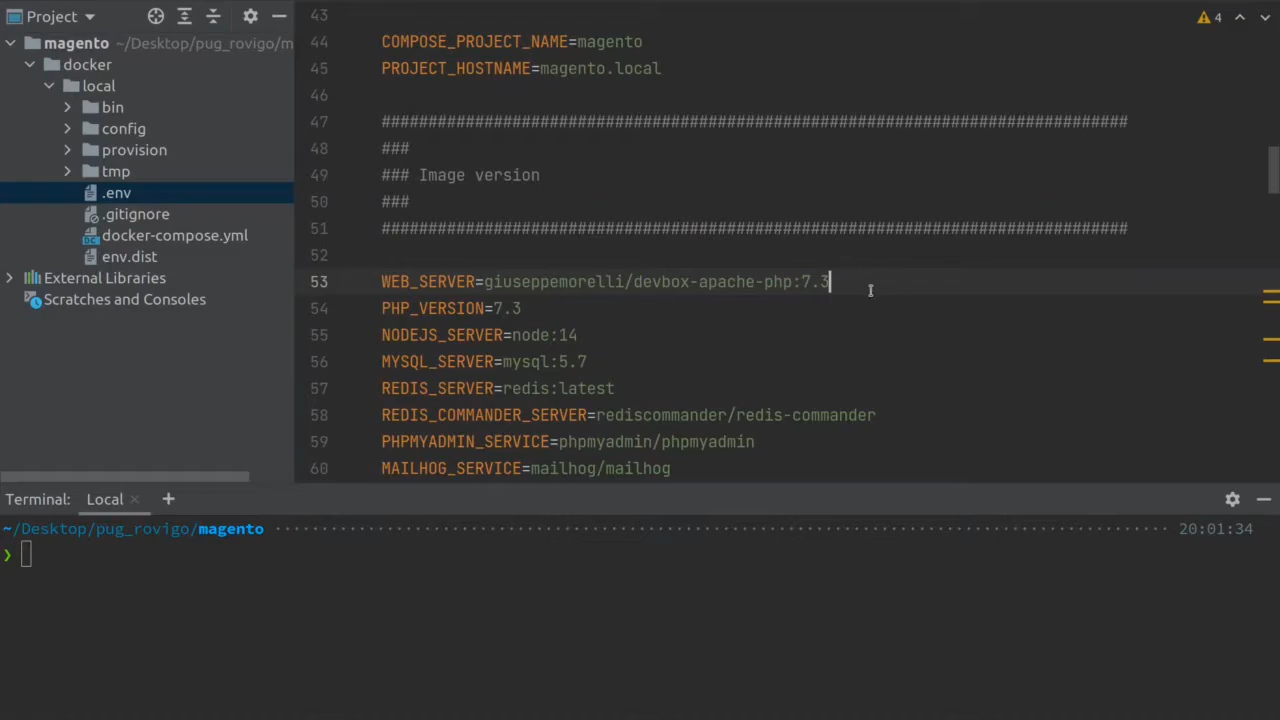 Project
magento ~/Desktop/pug_rovigo/m
docker
local
bin
config
provision
tmp
.env
.gitignore
docker-compose.yml
env.dist
External Libraries
Scratches and Consoles
4
43
44 COMPOSE_PROJECT_NAME=magento
45 PROJECT_HOSTNAME=magento.local
46
47 ################################################################################
48 ###
49 ### Image version
50 ###
51 ################################################################################
52
53 WEB_SERVER=giuseppemorelli/devbox-apache-php:7.3
54 PHP_VERSION=7.3
55 NODEJS_SERVER=node:14
56 MYSQL_SERVER=mysql:5.7
57 REDIS_SERVER=redis:latest
58 REDIS_COMMANDER_SERVER=rediscommander/redis-commander
59 PHPMYADMIN_SERVICE=phpmyadmin/phpmyadmin
60 MAILHOG_SERVICE=mailhog/mailhog
Terminal: Local
~/Desktop/pug_rovigo/magento 20:01:34
❯